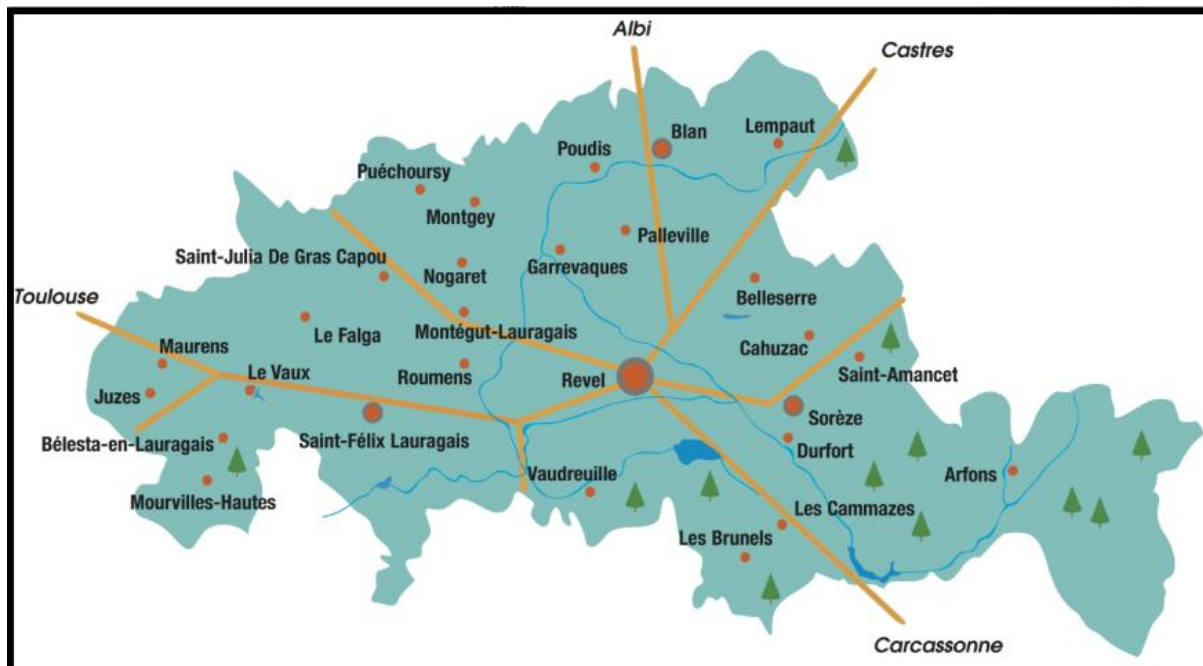 Albi
Castres
Lempaut
Blan
Poudis
Puéchoursy
Montgey
Palleville
Saint-Julia De Gras Capou
Nogaret
Garrevaques
Toulouse
Belleserre
Le Falga
Montégut-Lauragais
Maurens
Cahuzac
Le Vaux
Roumens
Revel
Saint-Amancet
Juzes
Sorèze
Bélesta-en-Lauragais
Saint-Félix Lauragais
Durfort
Vaudreuille
Arfons
Mourvilles-Hautes
Les Cammazes
Les Brunels
Carcassonne